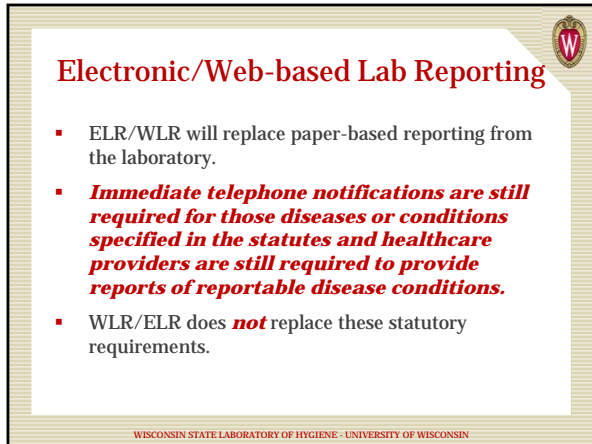 W
Electronic/Web-based Lab Reporting
▪ ELR/WLR will replace paper-based reporting from
the laboratory.
▪ Immediate telephone notifications are still
required for those diseases or conditions
specified in the statutes and healthcare
providers are still required to provide
reports of reportable disease conditions.
▪ WLR/ELR does not replace these statutory
requirements.
WISCONSIN STATE LABORATORY OF HYGIENE - UNIVERSITY OF WISCONSIN